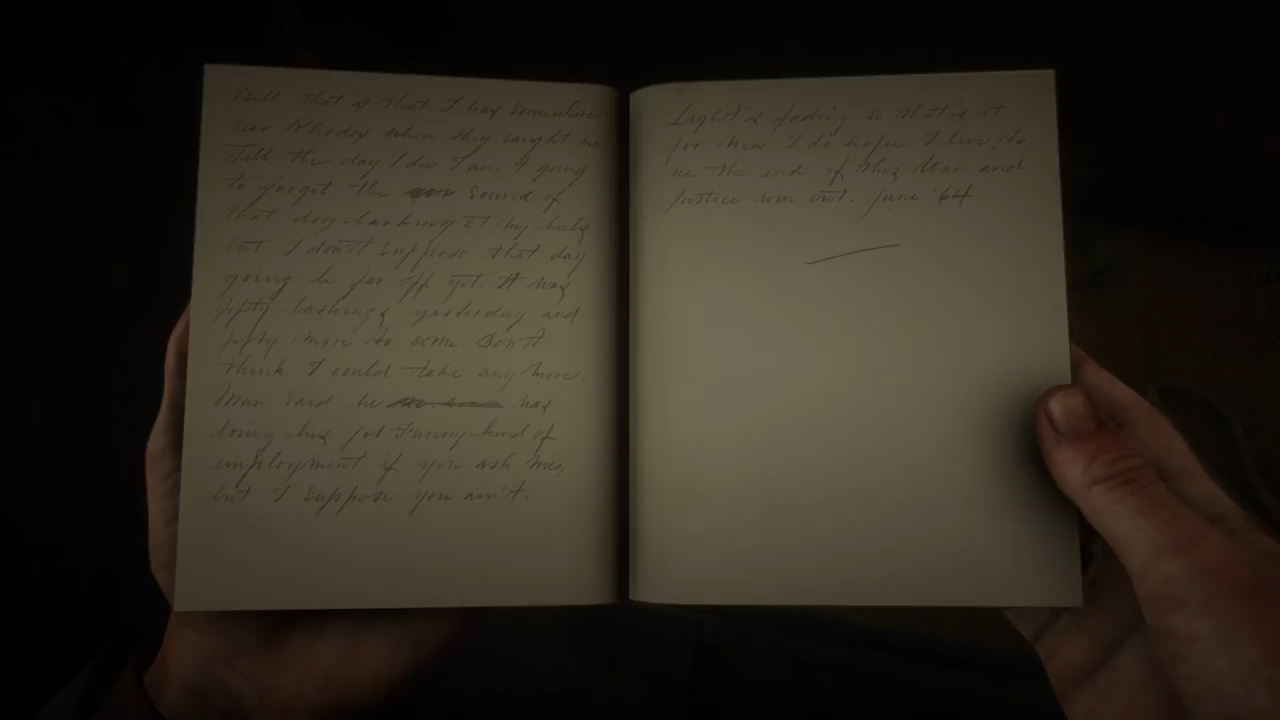 Well that is that. I was somewhere
near Rhodes when they caught me
Till the day I die I ain't going
to forget the sound of
that dog barking at my heels.
but I don't suppose that day
going be far off yet. It was
fifty lashings yesterday and
fifty more to come. Don't
think I could take any more.
Man said he was
doing his job Funny kind of
employment if you ask me,
but I suppose you ain't.
Light is fading so that's it
for now I do hope I live to
see the end of this War and
Justice win out. June '64